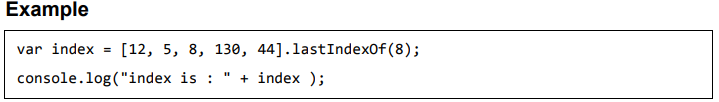 Example
var index = [12, 5, 8, 130, 44].lastIndexOf(8);
console.log("index is : " + index );